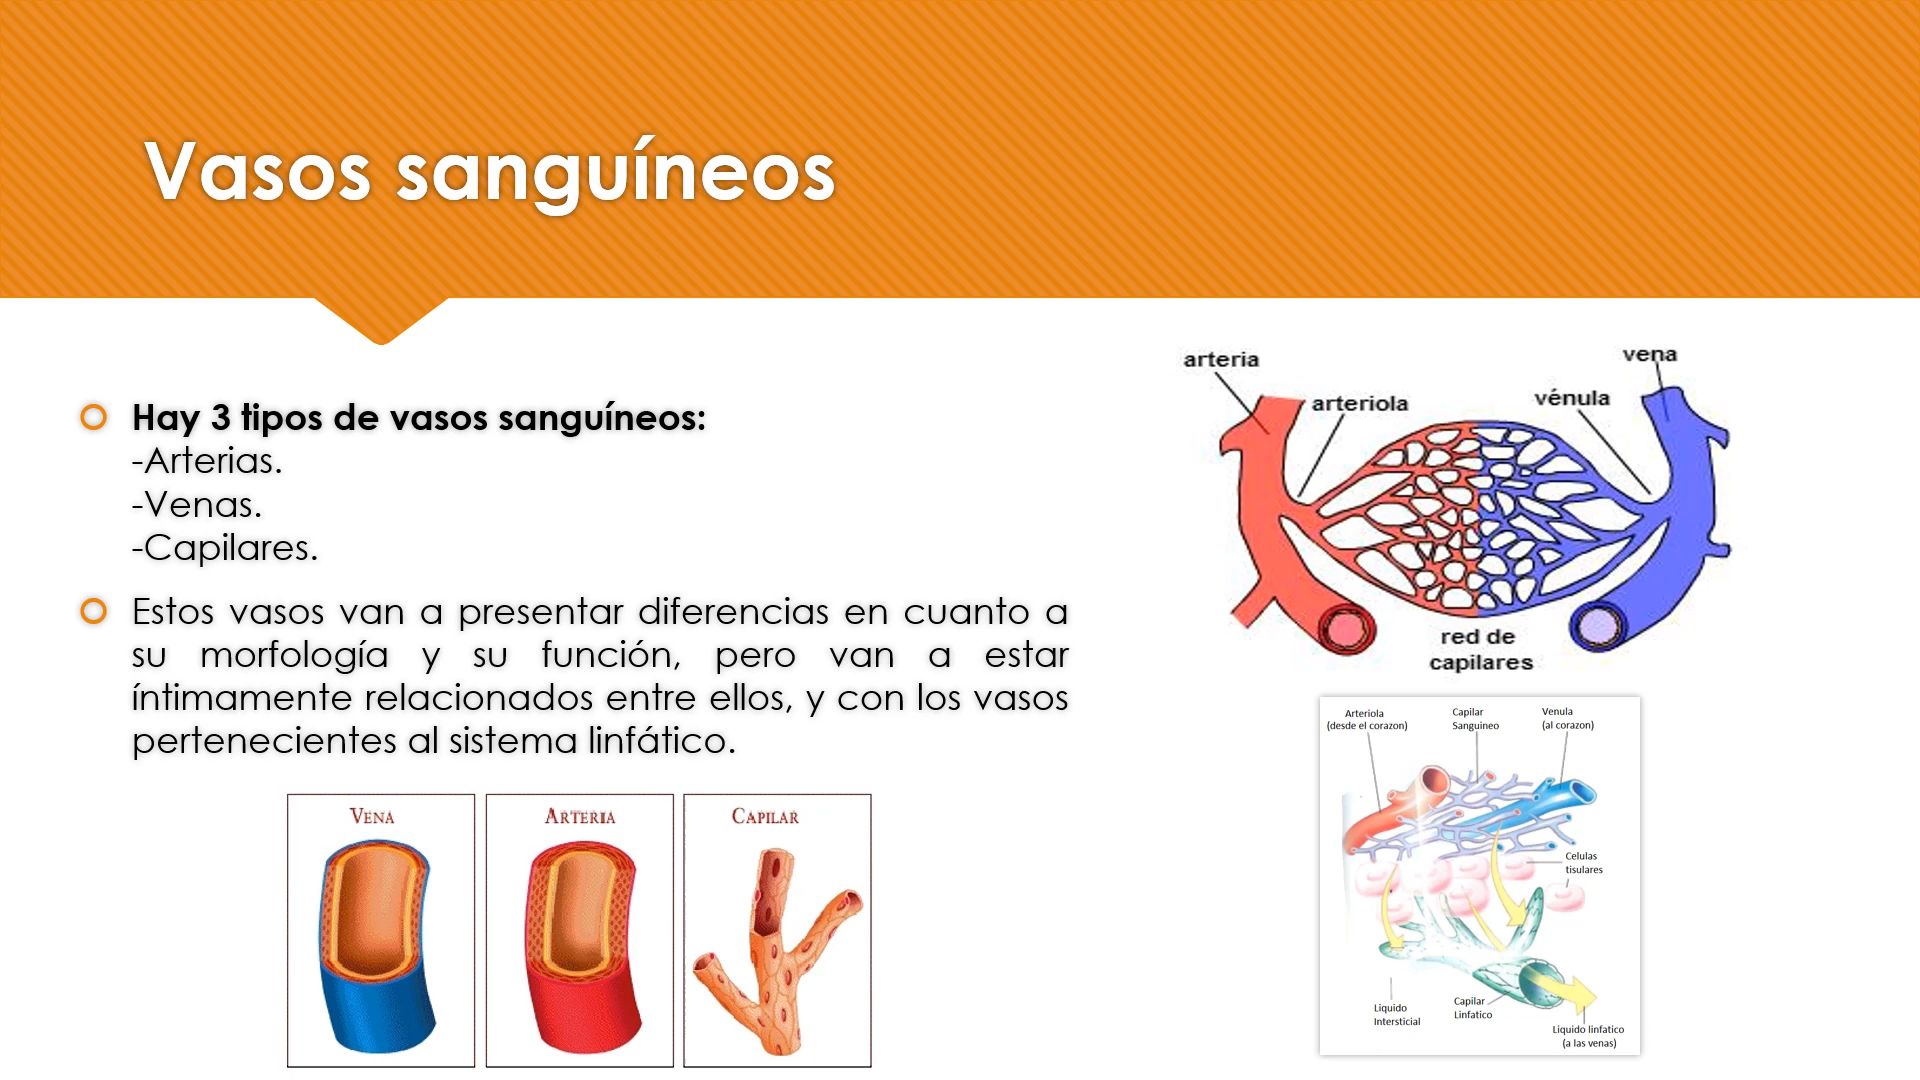 Vasos sanguíneos
Hay 3 tipos de vasos sanguíneos:
-Arterias.
-Venas.
-Capilares.
Estos vasos van a presentar diferencias en cuanto a
su morfología y su función, pero van a estar
íntimamente relacionados entre ellos, y con los vasos
pertenecientes al sistema linfático.
VENA
ARTERIA
CAPILAR
arteria
arteriola
vénula
vena
red de
capilares
Arteriola
(desde el corazon)
Capilar
Sanguineo
Venula
(al corazon)
Celulas
tisulares
Liquido
Intersticial
Capilar
Linfatico
Liquido linfatico
(a las venas)